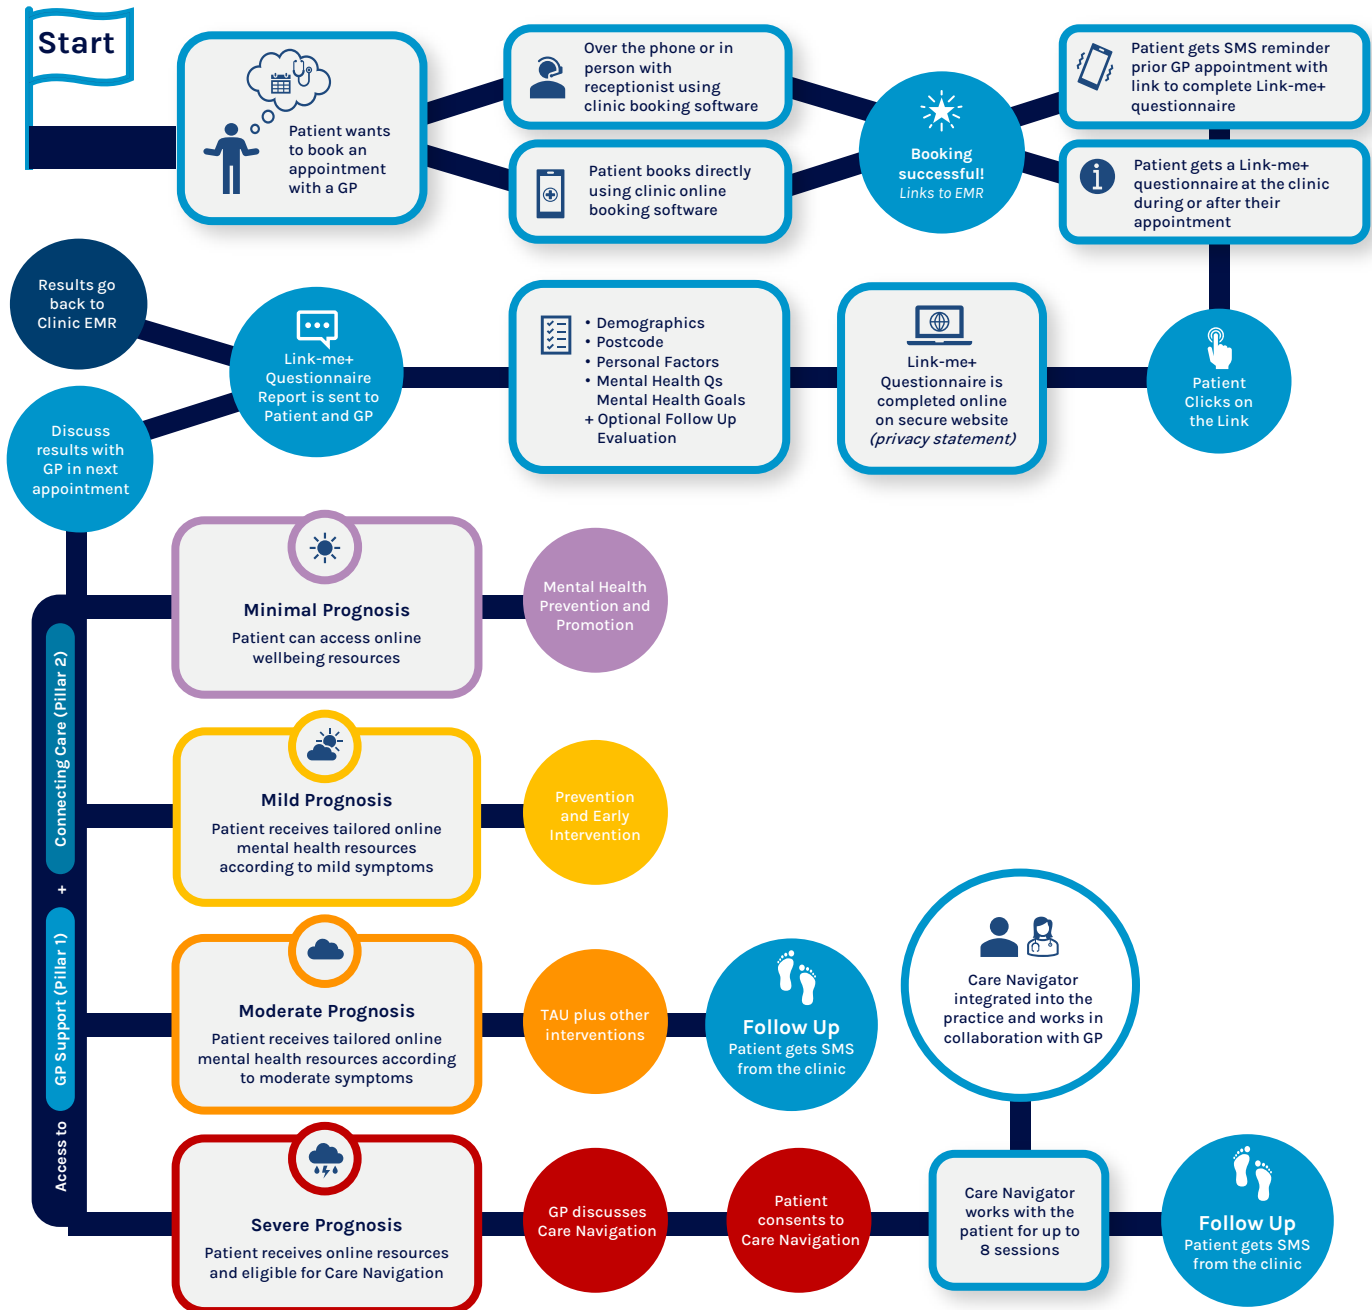 Start
Patient wants
to book an
appointment
with a GP
Over the phone or in
person with
receptionist using
clinic booking software
Patient books directly
using clinic online
booking software
Booking
successful!
Links to EMR
Patient gets SMS reminder
prior GP appointment with
link to complete Link-me+
questionnaire
Patient gets a Link-me+
questionnaire at the clinic
during or after their
appointment
Patient
Clicks on
the Link
Link-me+
Questionnaire is
completed online
on secure website
(privacy statement)
• Demographics
• Postcode
• Personal Factors
• Mental Health Qs
Mental Health Goals
+ Optional Follow Up
Evaluation
Link-me+
Questionnaire
Report is sent to
Patient and GP
Results go
back to
Clinic EMR
Discuss
results with
GP in next
appointment
Access to GP Support (Pillar 1) + Connecting Care (Pillar 2)
Minimal Prognosis
Patient can access online
wellbeing resources
Mental Health
Prevention and
Promotion
Mild Prognosis
Patient receives tailored online
mental health resources
according to mild symptoms
Prevention
and Early
Intervention
Moderate Prognosis
Patient receives tailored online
mental health resources according
to moderate symptoms
TAU plus other
interventions
Follow Up
Patient gets SMS
from the clinic
Severe Prognosis
Patient receives online resources
and eligible for Care Navigation
GP discusses
Care Navigation
Patient
consents to
Care Navigation
Care Navigator
integrated into the
practice and works in
collaboration with GP
Care Navigator
works with the
patient for up to
8 sessions
Follow Up
Patient gets SMS
from the clinic